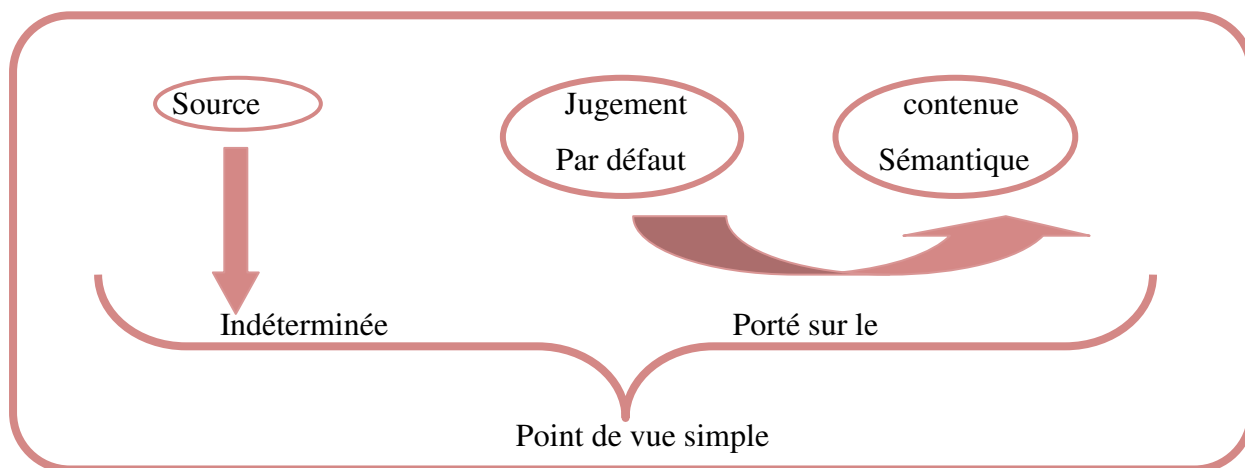 Source
Jugement
Par défaut
contenue
Sémantique
Indéterminée
Porté sur le
Point de vue simple